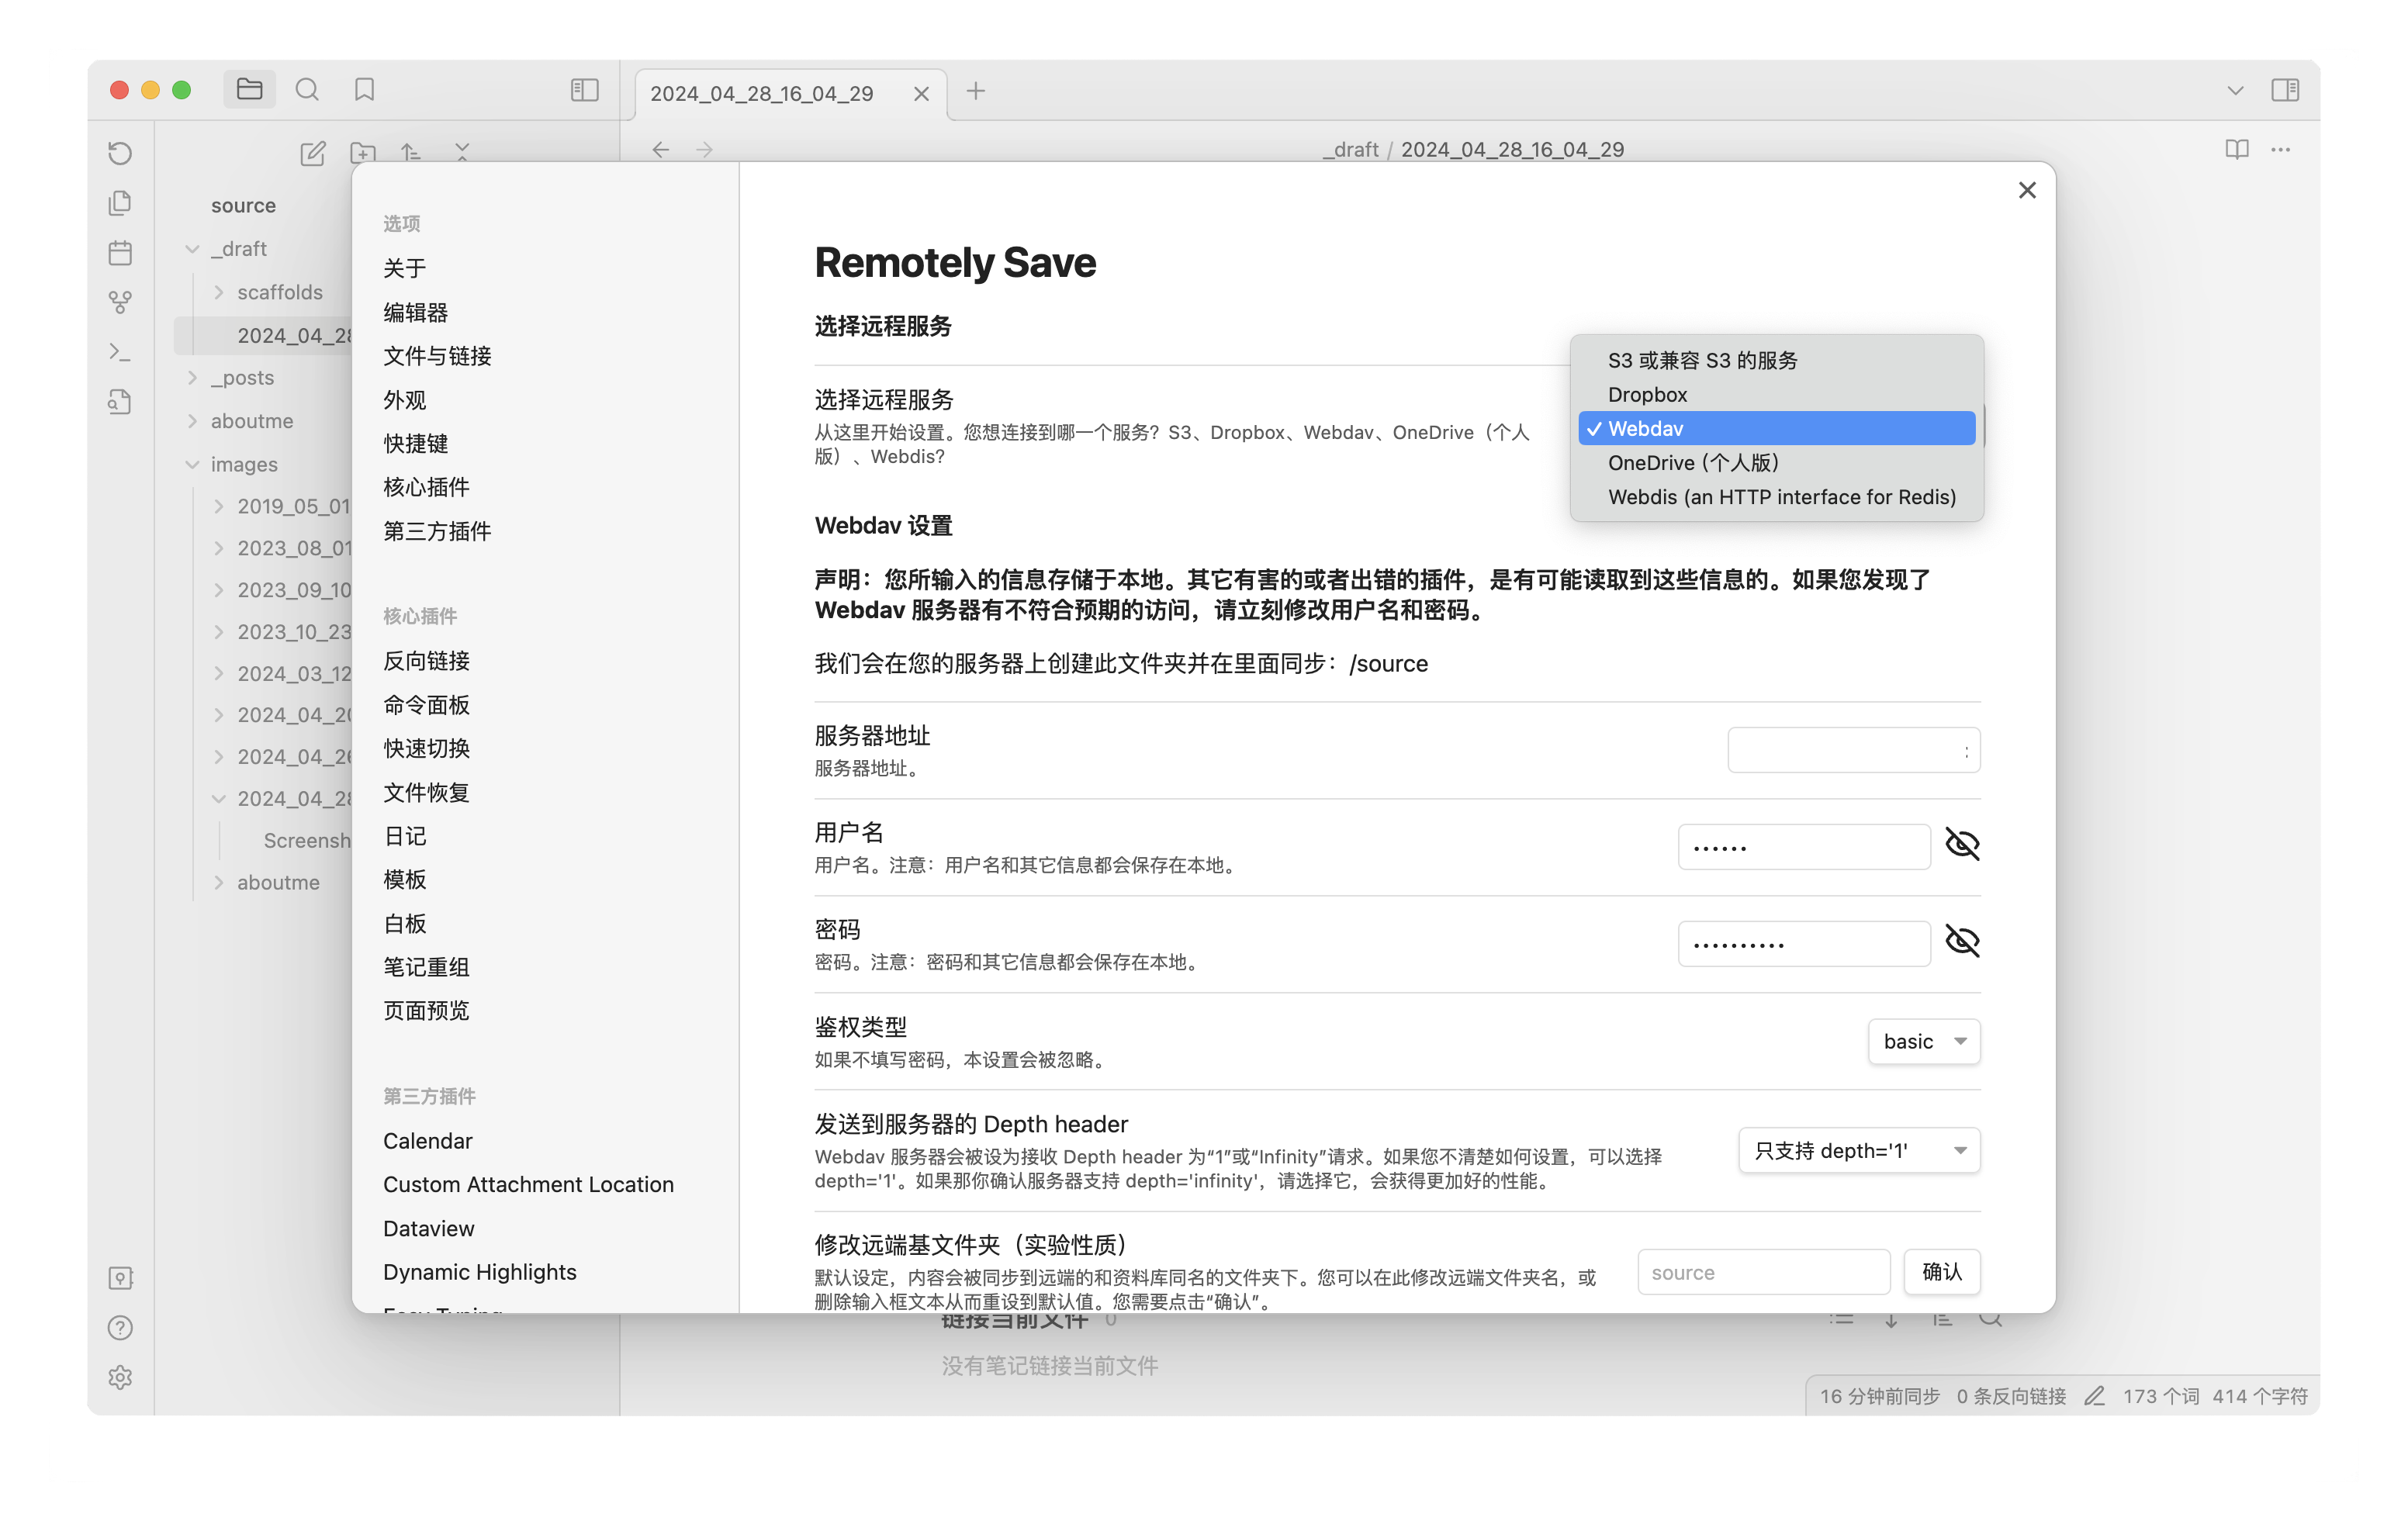 2024_04_28_16_04_29
_draft / 2024_04_28_16_04_29
source
_draft
scaffolds
2024_04_28
_posts
aboutme
images
2019_05_01
2023_08_01
2023_09_10
2023_10_23
2024_03_12
2024_04_20
2024_04_26
2024_04_28
Screensh
aboutme
选项
关于
编辑器
文件与链接
外观
快捷键
核心插件
第三方插件
核心插件
反向链接
命令面板
快速切换
文件恢复
日记
模板
白板
笔记重组
页面预览
第三方插件
Calendar
Custom Attachment Location
Dataview
Dynamic Highlights
Easy Typing
Remotely Save
选择远程服务
选择远程服务
从这里开始设置。您想连接到哪一个服务？S3、Dropbox、Webdav、OneDrive（个人
版）、Webdis?
S3 或兼容 S3 的服务
Dropbox
✓ Webdav
OneDrive (个人版)
Webdis (an HTTP interface for Redis)
Webdav 设置
声明：您所输入的信息存储于本地。其它有害的或者出错的插件，是有可能读取到这些信息的。如果您发现了
Webdav 服务器有不符合预期的访问，请立刻修改用户名和密码。
我们会在您的服务器上创建此文件夹并在里面同步：/source
服务器地址
服务器地址。
:
用户名
用户名。注意：用户名和其它信息都会保存在本地。
••••••
密码
密码。注意：密码和其它信息都会保存在本地。
••••••••••
鉴权类型
如果不填写密码，本设置会被忽略。
basic
发送到服务器的 Depth header
Webdav 服务器会被设为接收 Depth header 为“1”或“Infinity”请求。如果您不清楚如何设置，可以选择
depth='1'。如果那你确认服务器支持 depth='infinity'，请选择它，会获得更加好的性能。
只支持 depth='1'
修改远端基文件夹（实验性质）
默认设定，内容会被同步到远端的和资料库同名的文件夹下。您可以在此修改远端文件夹名，或
删除输入框文本从而重设到默认值。您需要点击“确认”。
source
确认
链接当前文件 0
没有笔记链接当前文件
16 分钟前同步 0 条反向链接 173 个词 414 个字符